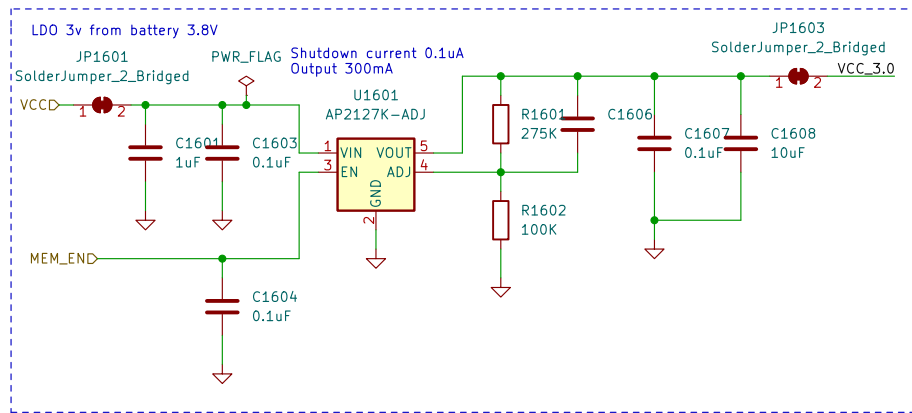 LDO 3v from battery 3.8V
JP1601
SolderJumper_2_Bridged
PWR_FLAG
Shutdown current 0.1uA
Output 300mA
JP1603
SolderJumper_2_Bridged
VCC_3.0
VCC
1
2
1
2
U1601
AP2127K-ADJ
C1601
1uF
C1603
0.1uF
1
VIN
VOUT
5
3
EN
ADJ
4
GND
2
R1601
275K
C1606
C1607
0.1uF
C1608
10uF
R1602
100K
MEM_EN
C1604
0.1uF